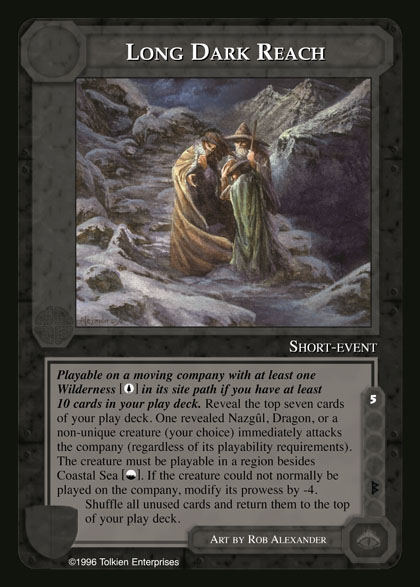 LONG DARK REACH
SHORT-EVENT
Playable on a moving company with at least one
Wilderness [ ] in its site path if you have at least
10 cards in your play deck. Reveal the top seven cards
of your play deck. One revealed Nazgûl, Dragon, or a
non-unique creature (your choice) immediately attacks
the company (regardless of its playability requirements).
The creature must be playable in a region besides
Coastal Sea [ ]. If the creature could not normally be
played on the company, modify its prowess by -4.
Shuffle all unused cards and return them to the top
of your play deck.
5
ART BY ROB ALEXANDER
©1996 Tolkien Enterprises